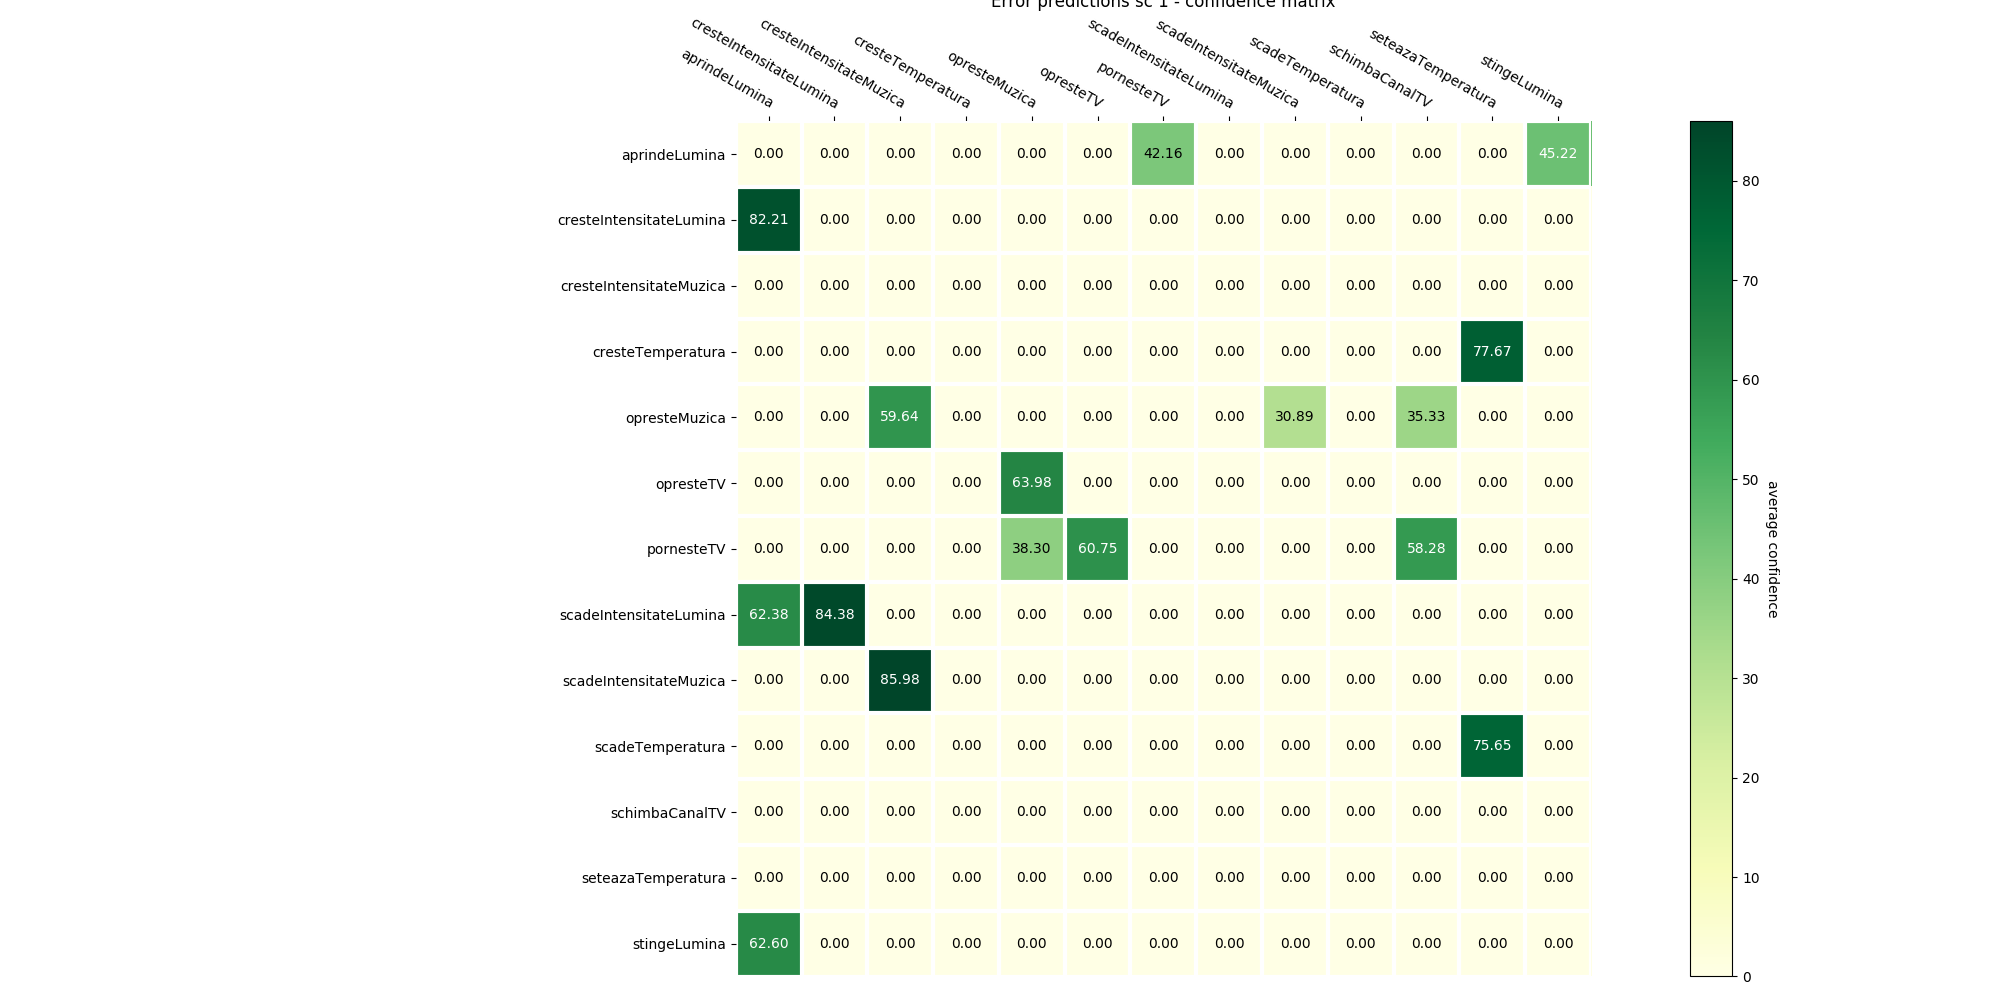 Error predictions sc 1 - confidence matrix
aprindeLumina
cresteIntensitateLumina
cresteIntensitateMuzica
cresteTemperatura
opresteMuzica
opresteTV
pornesteTV
scadeIntensitateLumina
scadeIntensitateMuzica
scadeTemperatura
schimbaCanalTV
seteazaTemperatura
stingeLumina
aprindeLumina 0.00 0.00 0.00 0.00 0.00 0.00 42.16 0.00 0.00 0.00 0.00 0.00 45.22
cresteIntensitateLumina 82.21 0.00 0.00 0.00 0.00 0.00 0.00 0.00 0.00 0.00 0.00 0.00 0.00
cresteIntensitateMuzica 0.00 0.00 0.00 0.00 0.00 0.00 0.00 0.00 0.00 0.00 0.00 0.00 0.00
cresteTemperatura 0.00 0.00 0.00 0.00 0.00 0.00 0.00 0.00 0.00 0.00 0.00 77.67 0.00
opresteMuzica 0.00 0.00 59.64 0.00 0.00 0.00 0.00 0.00 30.89 0.00 35.33 0.00 0.00
opresteTV 0.00 0.00 0.00 0.00 63.98 0.00 0.00 0.00 0.00 0.00 0.00 0.00 0.00
pornesteTV 0.00 0.00 0.00 0.00 38.30 60.75 0.00 0.00 0.00 0.00 58.28 0.00 0.00
scadeIntensitateLumina 62.38 84.38 0.00 0.00 0.00 0.00 0.00 0.00 0.00 0.00 0.00 0.00 0.00
scadeIntensitateMuzica 0.00 0.00 85.98 0.00 0.00 0.00 0.00 0.00 0.00 0.00 0.00 0.00 0.00
scadeTemperatura 0.00 0.00 0.00 0.00 0.00 0.00 0.00 0.00 0.00 0.00 0.00 75.65 0.00
schimbaCanalTV 0.00 0.00 0.00 0.00 0.00 0.00 0.00 0.00 0.00 0.00 0.00 0.00 0.00
seteazaTemperatura 0.00 0.00 0.00 0.00 0.00 0.00 0.00 0.00 0.00 0.00 0.00 0.00 0.00
stingeLumina 62.60 0.00 0.00 0.00 0.00 0.00 0.00 0.00 0.00 0.00 0.00 0.00 0.00
80
70
60
50
40
30
20
10
0
average confidence